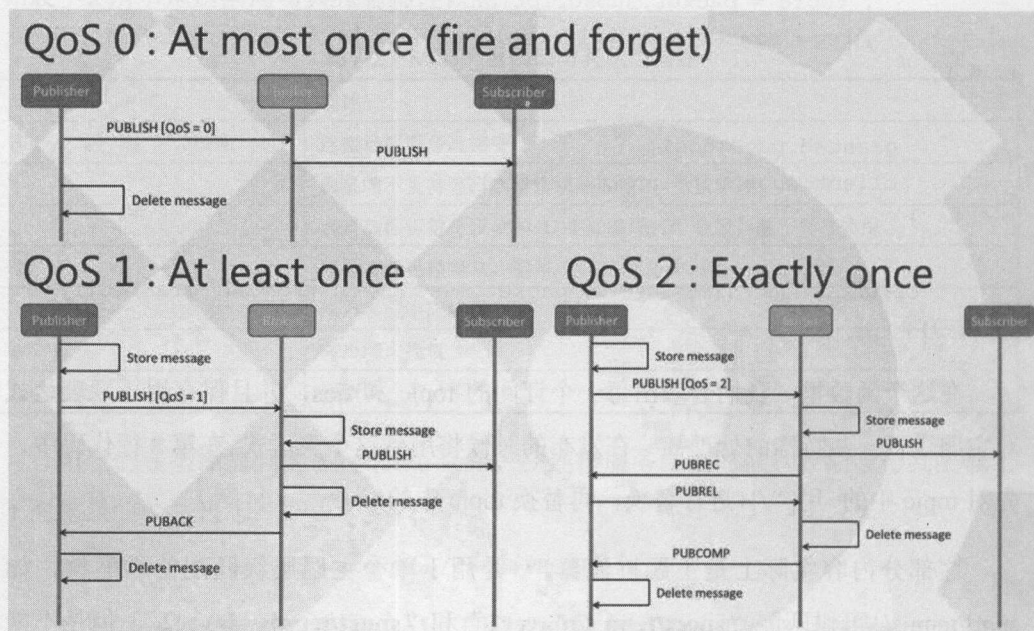 QoS 0 : At most once (fire and forget)
Publisher
Broker
Subscriber
PUBLISH [QoS = 0]
PUBLISH
Delete message
QoS 1 : At least once
QoS 2 : Exactly once
Publisher
Broker
Subscriber
Publisher
Broker
Subscriber
Store message
Store message
PUBLISH [QoS = 1]
PUBLISH [QoS = 2]
Store message
Store message
PUBLISH
PUBLISH
PUBREC
Delete message
PUBREL
PUBACK
Delete message
PUBCOMP
Delete message
Delete message